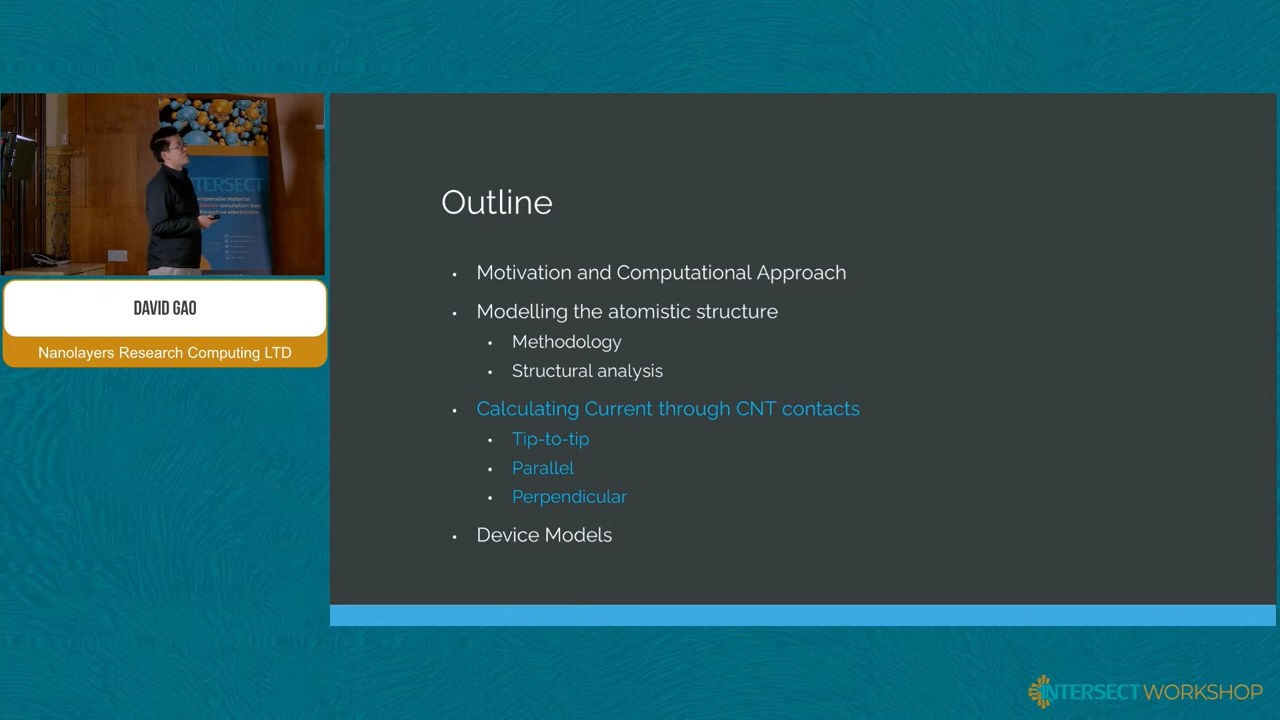 TERSECT
DAVID GAO
Nanolayers Research Computing LTD
Outline
• Motivation and Computational Approach
• Modelling the atomistic structure
• Methodology
• Structural analysis
• Calculating Current through CNT contacts
• Tip-to-tip
• Parallel
• Perpendicular
• Device Models
INTERSECT WORKSHOP